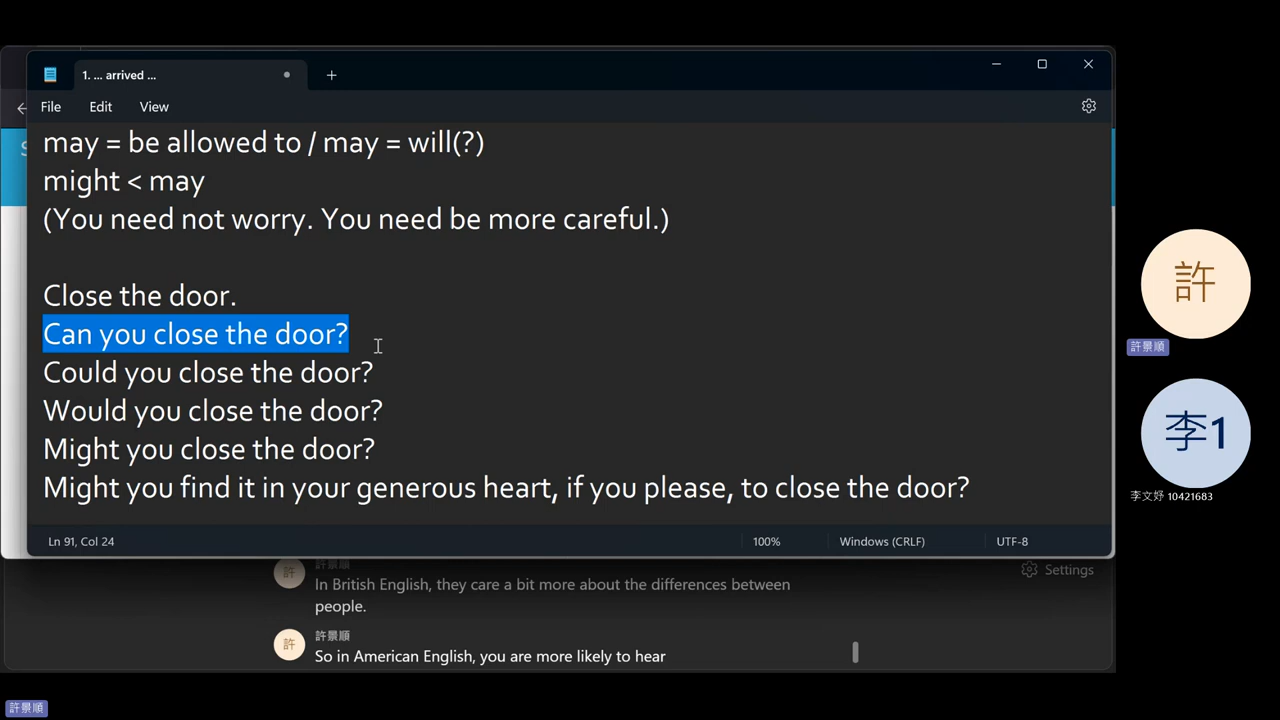 1. ... arrived ...
File Edit View
may = be allowed to / may = will(?)
might < may
(You need not worry. You need be more careful.)
Close the door.
Can you close the door?
Could you close the door?
Would you close the door?
Might you close the door?
Might you find it in your generous heart, if you please, to close the door?
Ln 91, Col 24 100% Windows (CRLF) UTF-8
許景順
許 In British English, they care a bit more about the differences between
people.
Settings
許景順
許 So in American English, you are more likely to hear
許
許景順
李1
李文妤 10421683
許景順